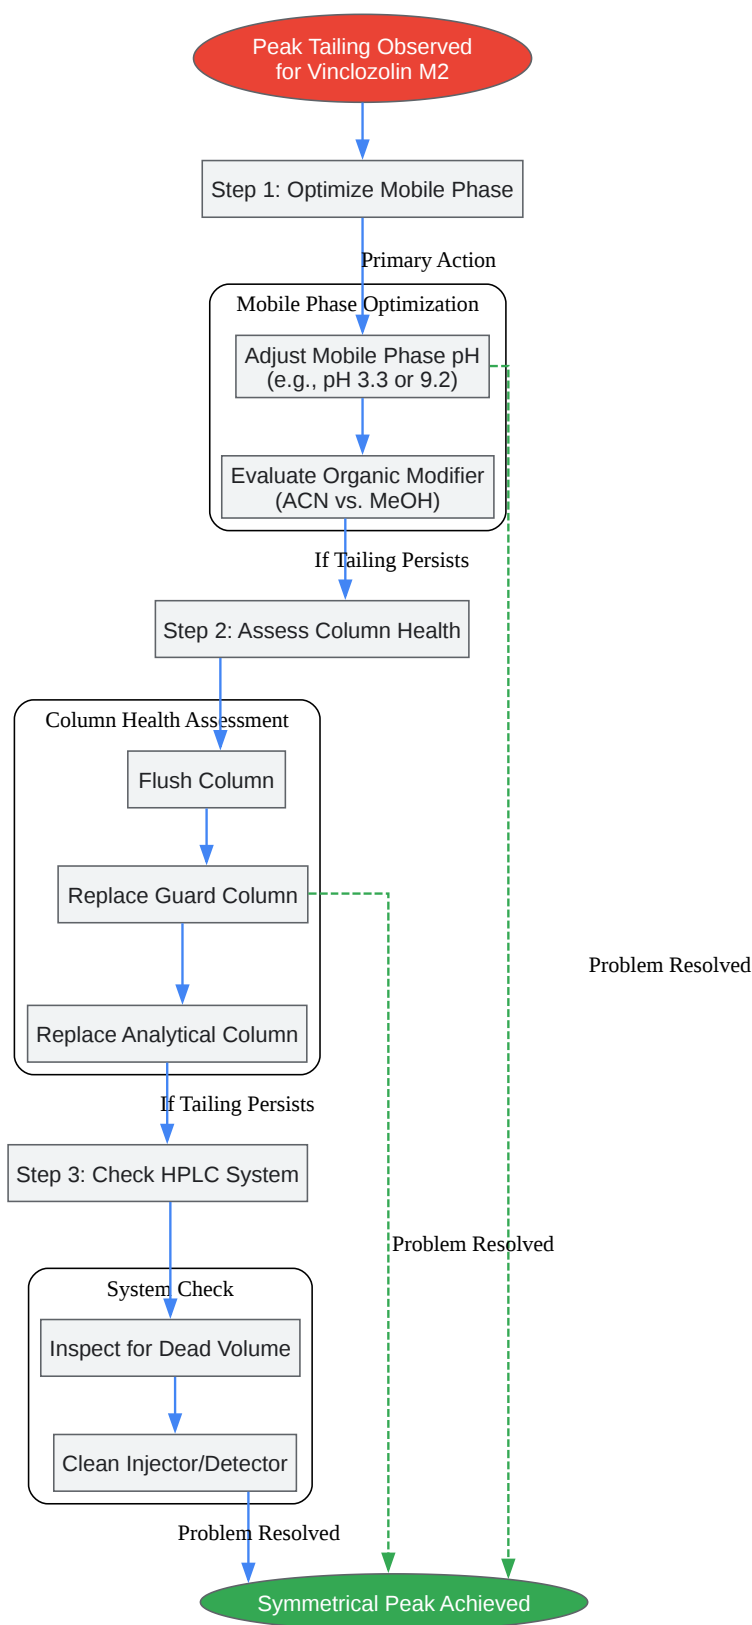 Peak Tailing Observed
for Vinclozolin M2
Step 1: Optimize Mobile Phase
Primary Action
Mobile Phase Optimization
Adjust Mobile Phase pH
(e.g., pH 3.3 or 9.2)
Evaluate Organic Modifier
(ACN vs. MeOH)
If Tailing Persists
Step 2: Assess Column Health
Column Health Assessment
Flush Column
Replace Guard Column
Problem Resolved
Replace Analytical Column
If Tailing Persists
Step 3: Check HPLC System
Problem Resolved
System Check
Inspect for Dead Volume
Clean Injector/Detector
Problem Resolved
Symmetrical Peak Achieved